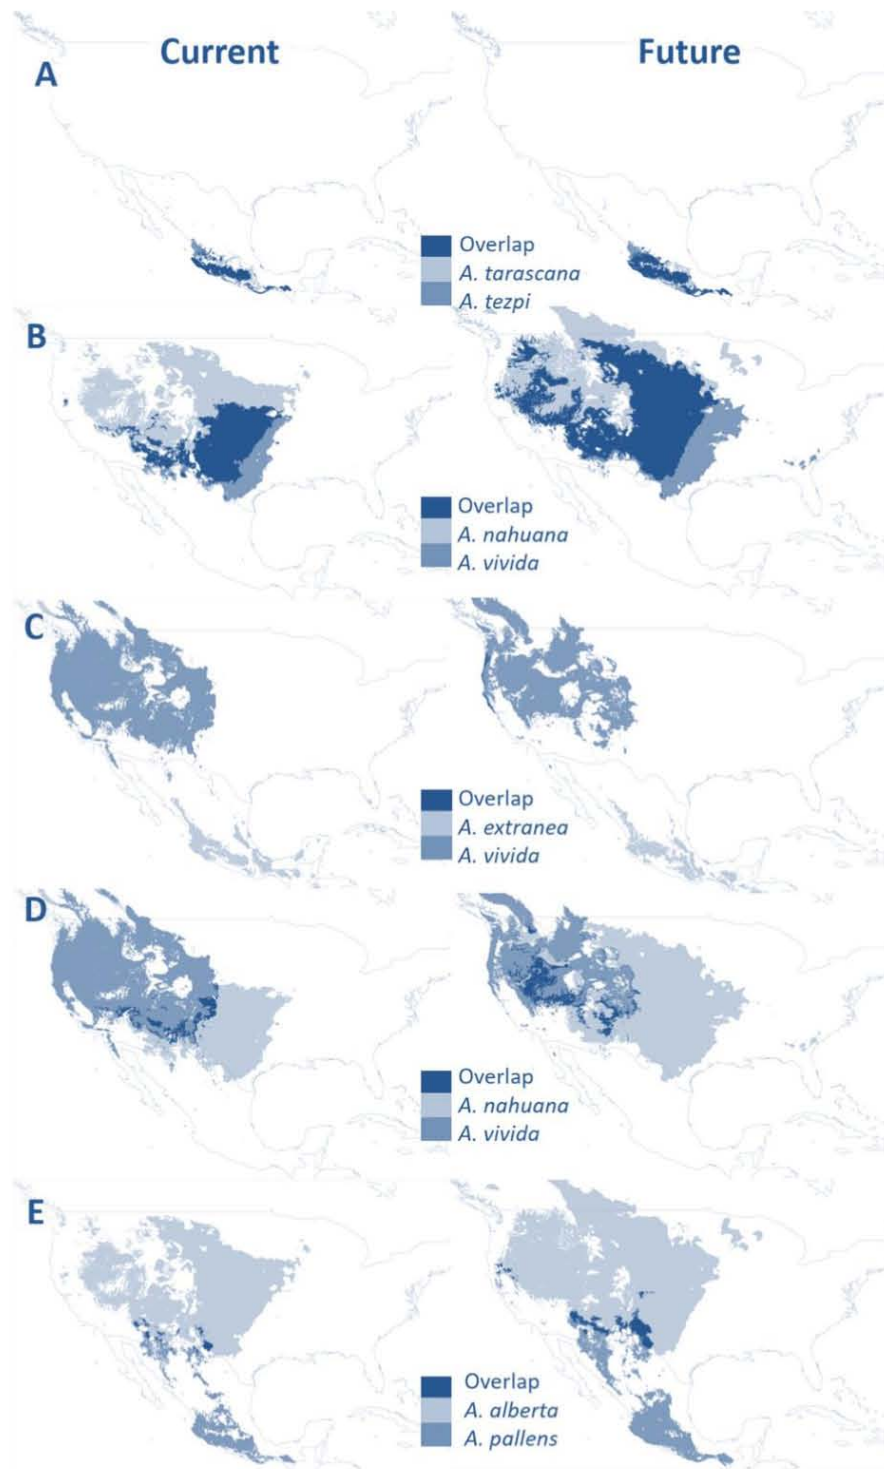 Current
Future
A
Overlap
A. tarascana
A. tezpi
B
Overlap
A. nahuana
A. vivida
C
Overlap
A. extranea
A. vivida
D
Overlap
A. nahuana
A. vivida
E
Overlap
A. alberta
A. pallens